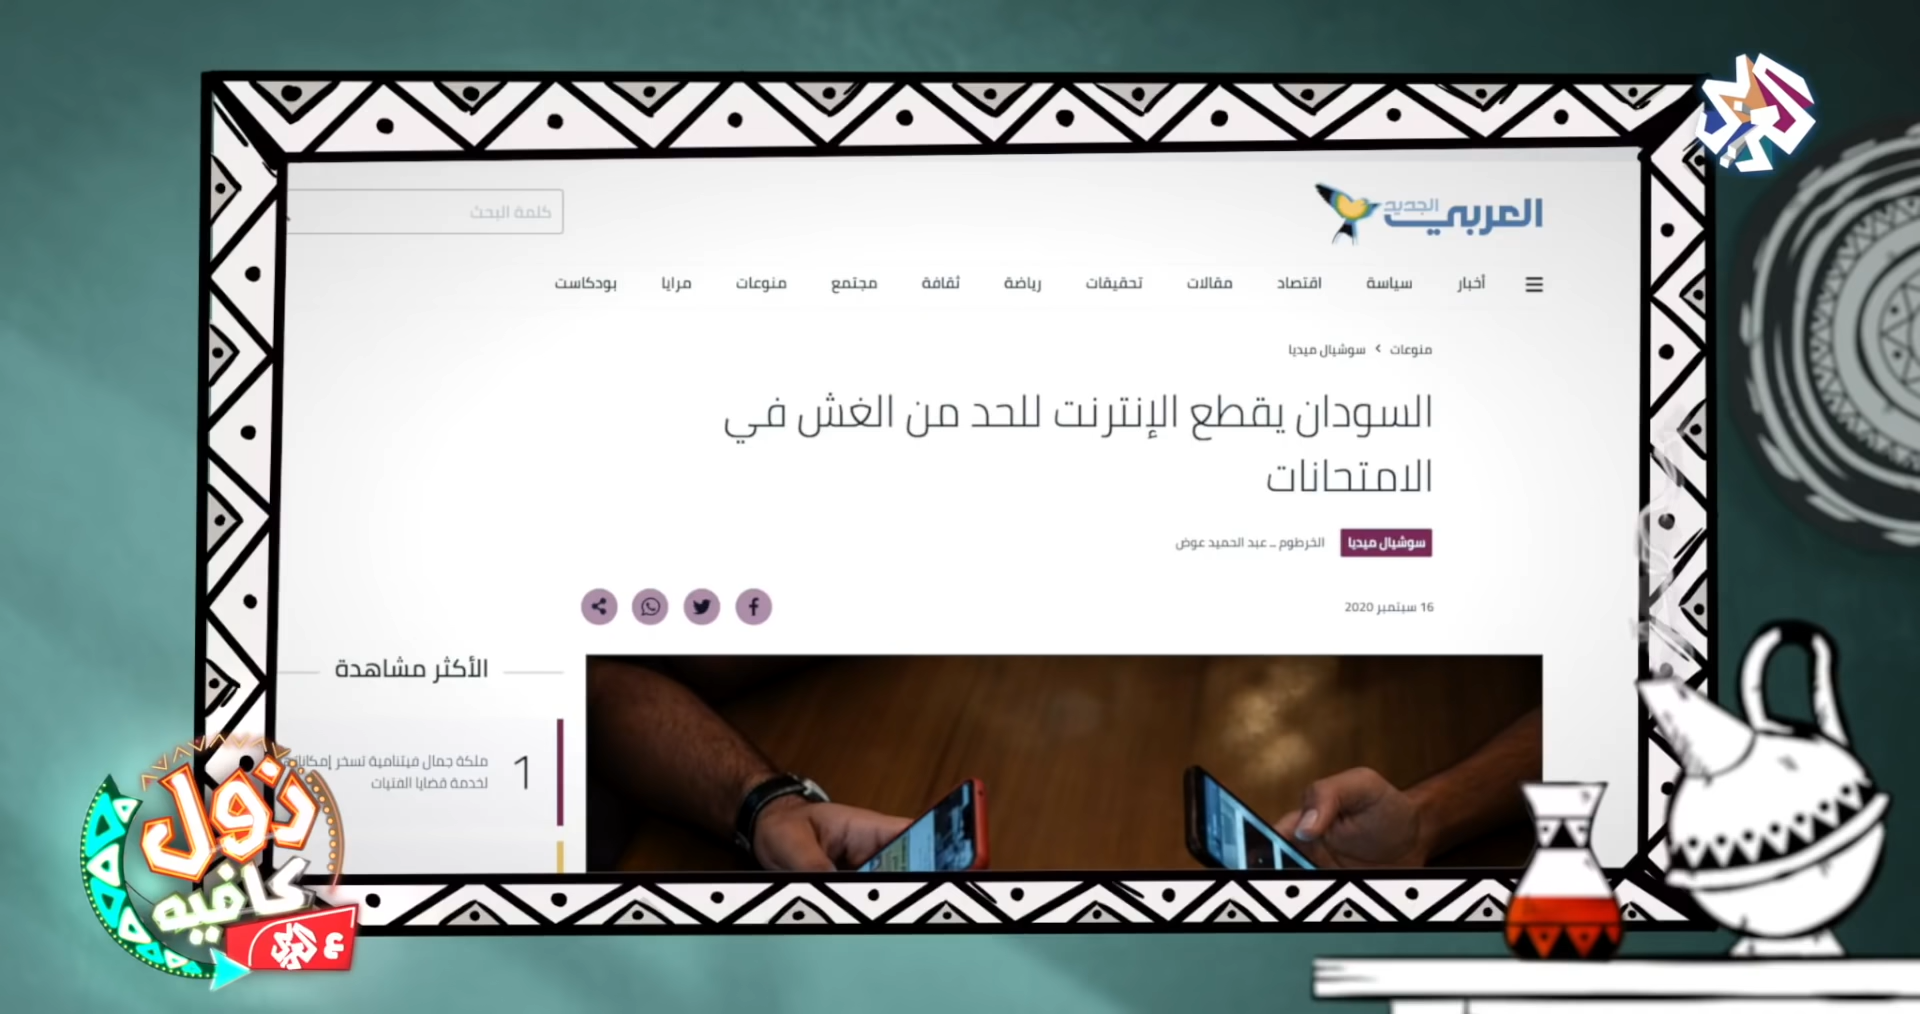 العربي
العربي الجديد
كلمة البحث
أخبار سياسة اقتصاد مقالات تحقيقات رياضة ثقافة مجتمع منوعات مرايا بودكاست
منوعات > سوشيال ميديا
السودان يقطع الإنترنت للحد من الغش في
الامتحانات
سوشيال ميديا الخرطوم – عبد الحميد عوض
16 سبتمبر 2020
الأكثر مشاهدة
1
ملكة جمال فيتنامية تسخر
لخدمة قضايا الفتيات
زول
كافيه
ع العربي